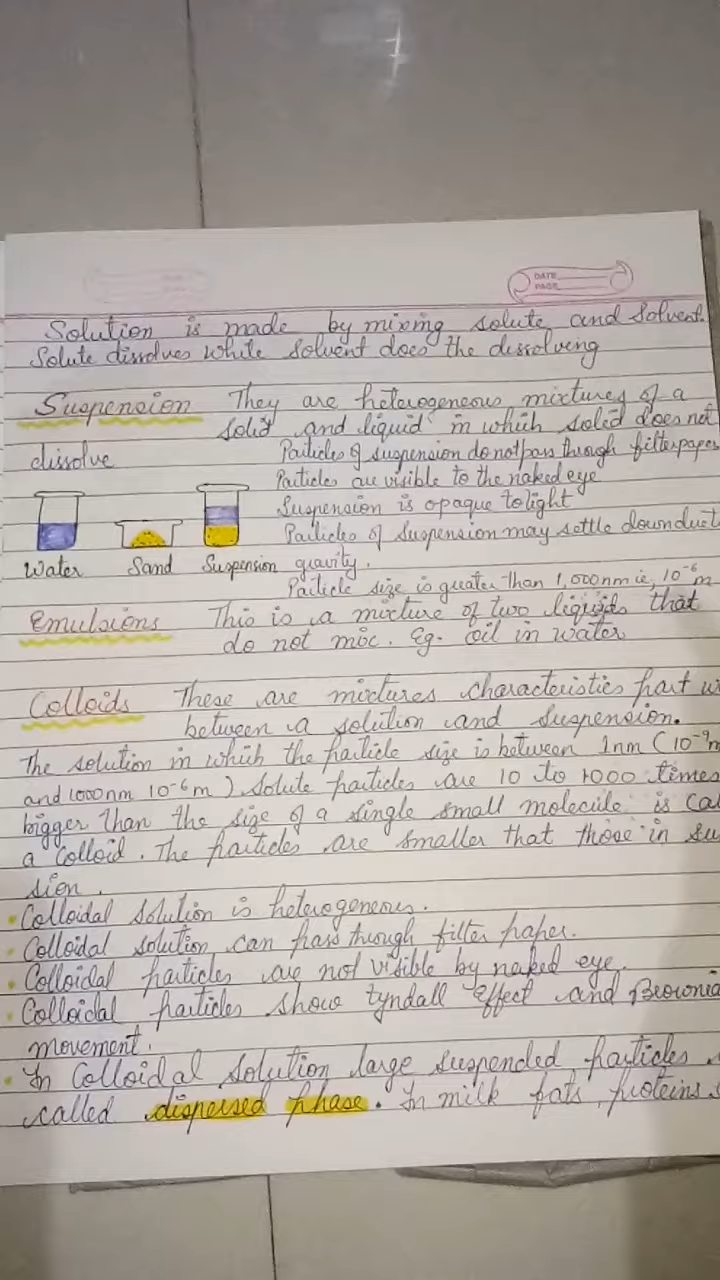 DATE
PAGE
Solution is made by mixing solute and solvent.
Solute dissolves while solvent does the dissolving
Suspension They are heterogeneous mixtures of a
solid and liquid in which solid does not
dissolve
Particles of suspension do not pass through filter paper
Particles are visible to the naked eye
Suspension is opaque to light
Particles of suspension may settle down due t
Water Sand Suspension gravity.
Particle size is greater than 1,000nm ie, 10⁻⁶ m
Emulsions This is a mixture of two liquids that
do not mix. Eg. oil in water
Colloids These are mixtures characteristics part w
between a solution and suspension.
The solution in which the particle size is between 1nm (10⁻⁹m
and 1000nm 10⁻⁶m). Solute particles are 10 to 1000 times
bigger than the size of a single small molecule is cal
a colloid. The particles are smaller that those in su
sion.
• Colloidal solution is heterogeneous.
• Colloidal solution can pass through filter paper.
• Colloidal particles are not visible by naked eye.
• Colloidal particles show tyndall effect and Brownia
movement.
• In Colloidal solution large suspended particles
called dispersed phase. In milk fats, proteins